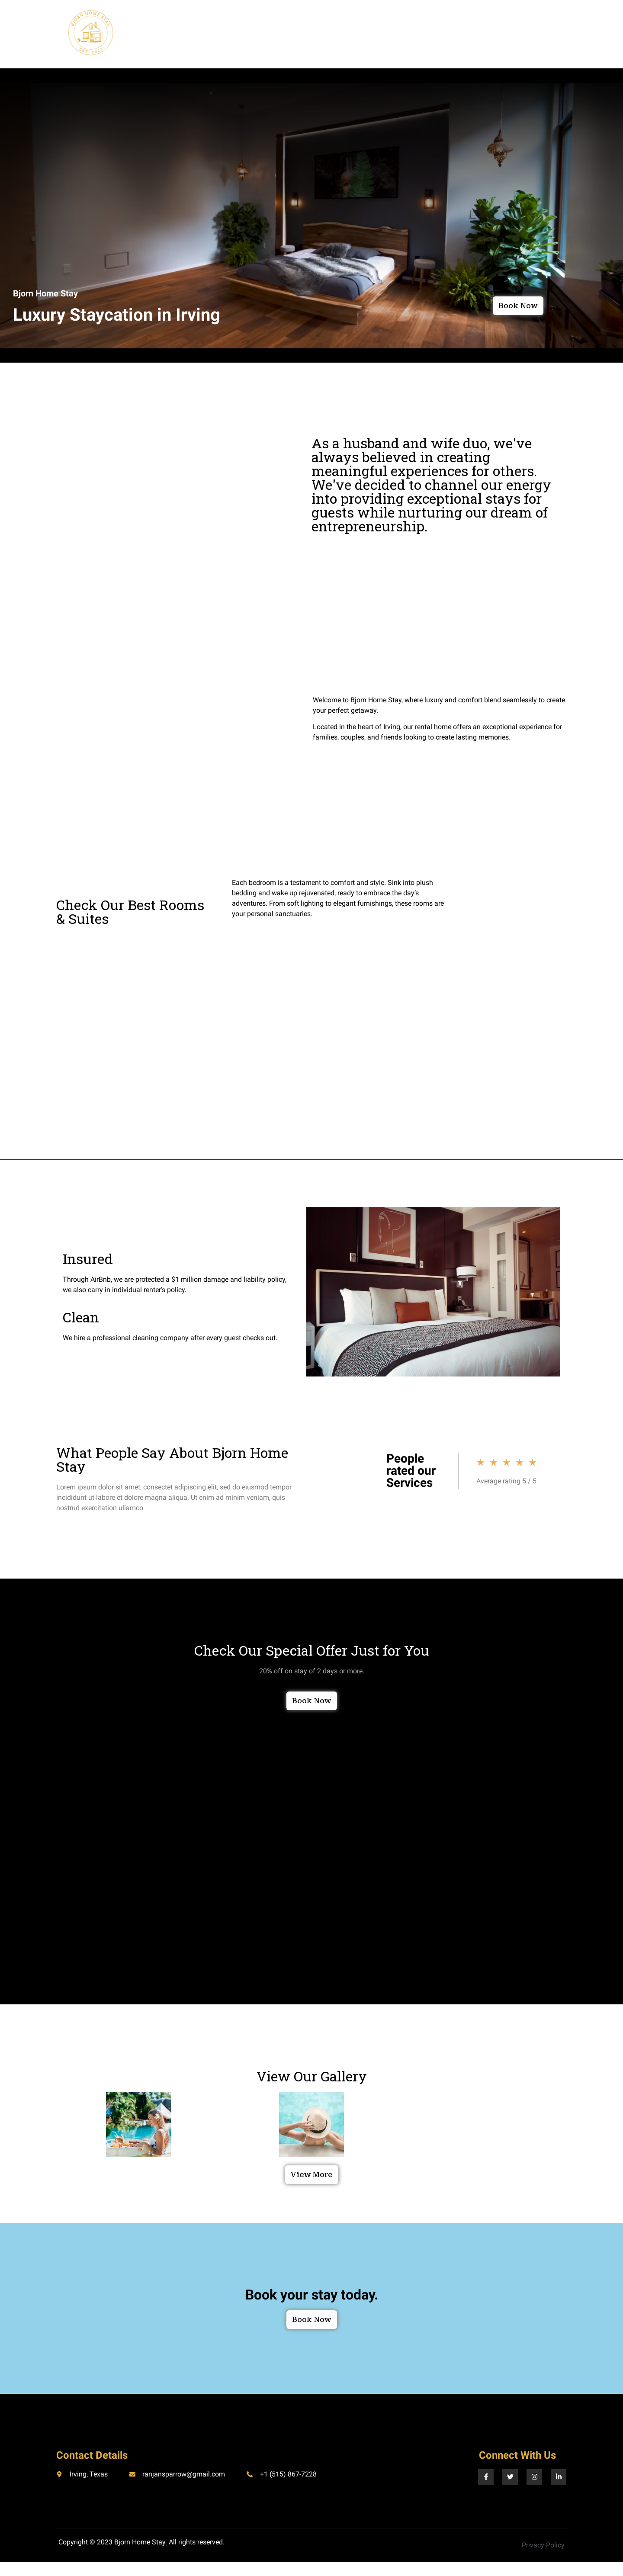 BJORN HOME STAY
EST. 2023
Bjorn Home Stay
Luxury Staycation in Irving
Book Now
As a husband and wife duo, we've
always believed in creating
meaningful experiences for others.
We've decided to channel our energy
into providing exceptional stays for
guests while nurturing our dream of
entrepreneurship.
Welcome to Bjorn Home Stay, where luxury and comfort blend seamlessly to create
your perfect getaway.
Located in the heart of Irving, our rental home offers an exceptional experience for
families, couples, and friends looking to create lasting memories.
Check Our Best Rooms
& Suites
Each bedroom is a testament to comfort and style. Sink into plush
bedding and wake up rejuvenated, ready to embrace the day's
adventures. From soft lighting to elegant furnishings, these rooms are
your personal sanctuaries.
Insured
Through AirBnb, we are protected a $1 million damage and liability policy,
we also carry in individual renter's policy.
Clean
We hire a professional cleaning company after every guest checks out.
What People Say About Bjorn Home
Stay
Lorem ipsum dolor sit amet, consectet adipiscing elit, sed do eiusmod tempor
incididunt ut labore et dolore magna aliqua. Ut enim ad minim veniam, quis
nostrud exercitation ullamco
People
rated our
Services
Average rating 5 / 5
Check Our Special Offer Just for You
20% off on stay of 2 days or more.
Book Now
View Our Gallery
View More
Book your stay today.
Book Now
Contact Details
Irving, Texas
ranjansparrow@gmail.com
+1 (515) 867-7228
Connect With Us
Copyright © 2023 Bjorn Home Stay. All rights reserved.
Privacy Policy